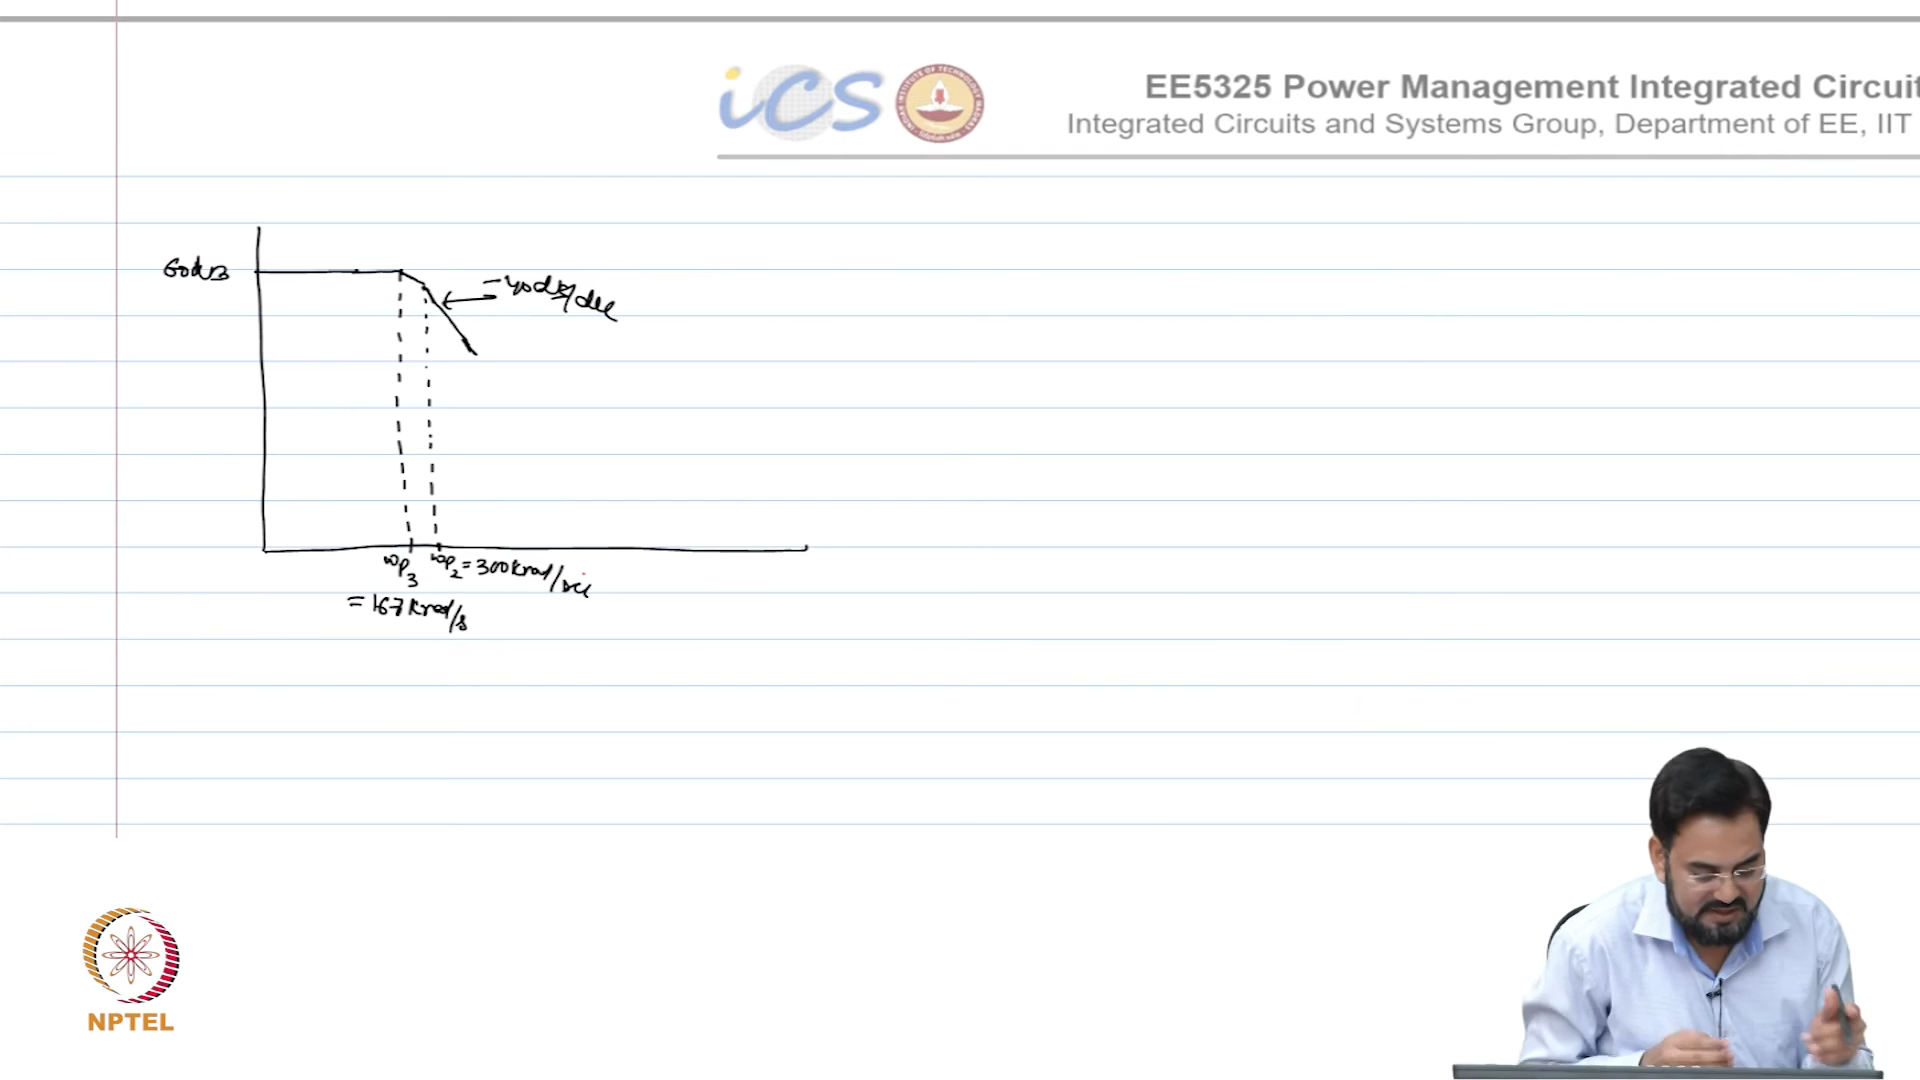 iCS
EE5325 Power Management Integrated Circuit
Integrated Circuits and Systems Group, Department of EE, IIT
60dB
-40dB/dec
ωp3
= 167krad/s
ωp2 = 300krad/sec
NPTEL